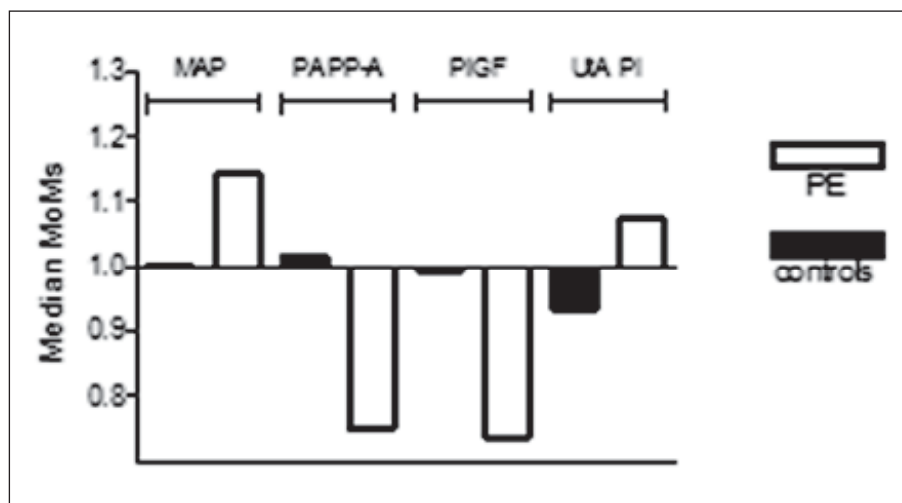 MAP PAPP-A PlGF UtA PI
1.3
1.2
1.1
1.0
0.9
0.8
Median MoMs
PE
controls